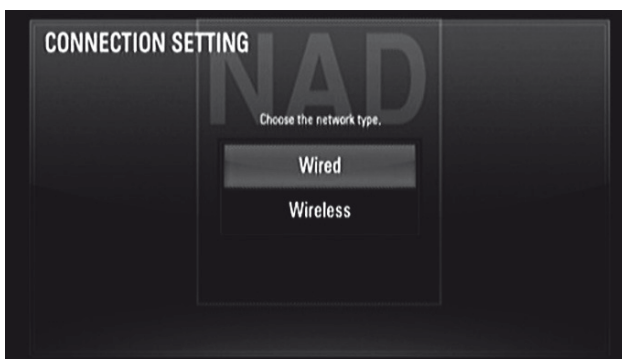 CONNECTION SETTING
NAD
Choose the network type.
Wired
Wireless